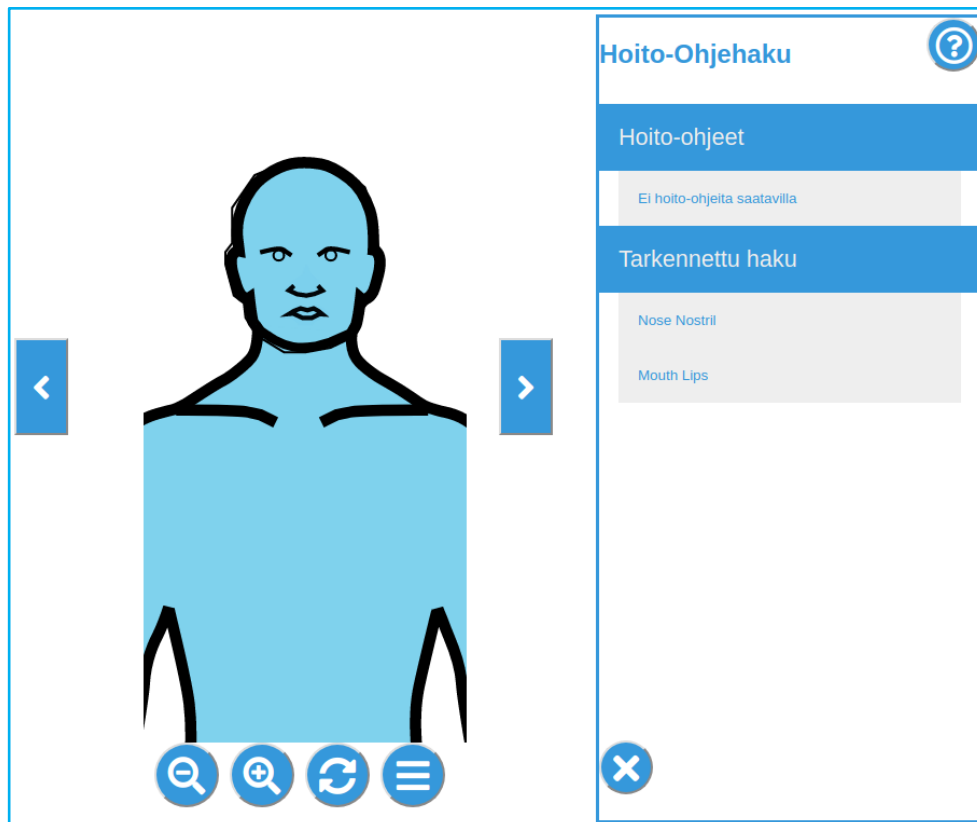 Hoito-Ohjehaku
Hoito-ohjeet
Ei hoito-ohjeita saatavilla
Tarkennettu haku
Nose Nostril
Mouth Lips